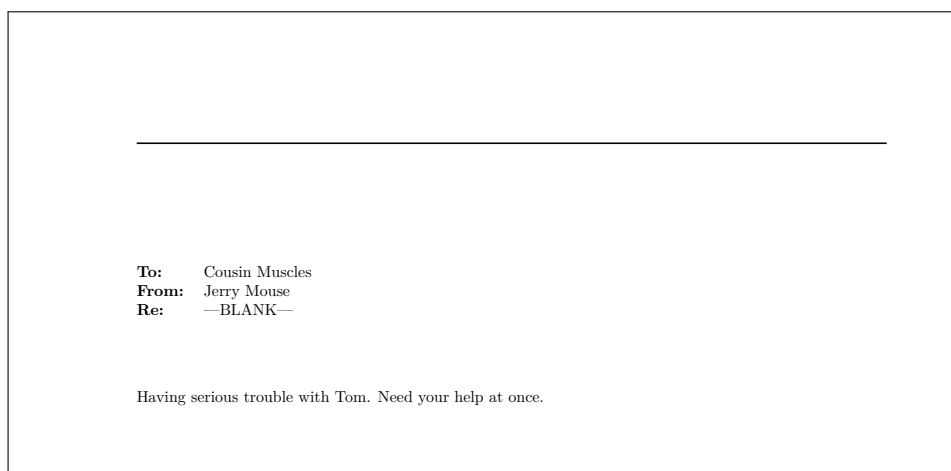 To: Cousin Muscles
From: Jerry Mouse
Re: —BLANK—
Having serious trouble with Tom. Need your help at once.